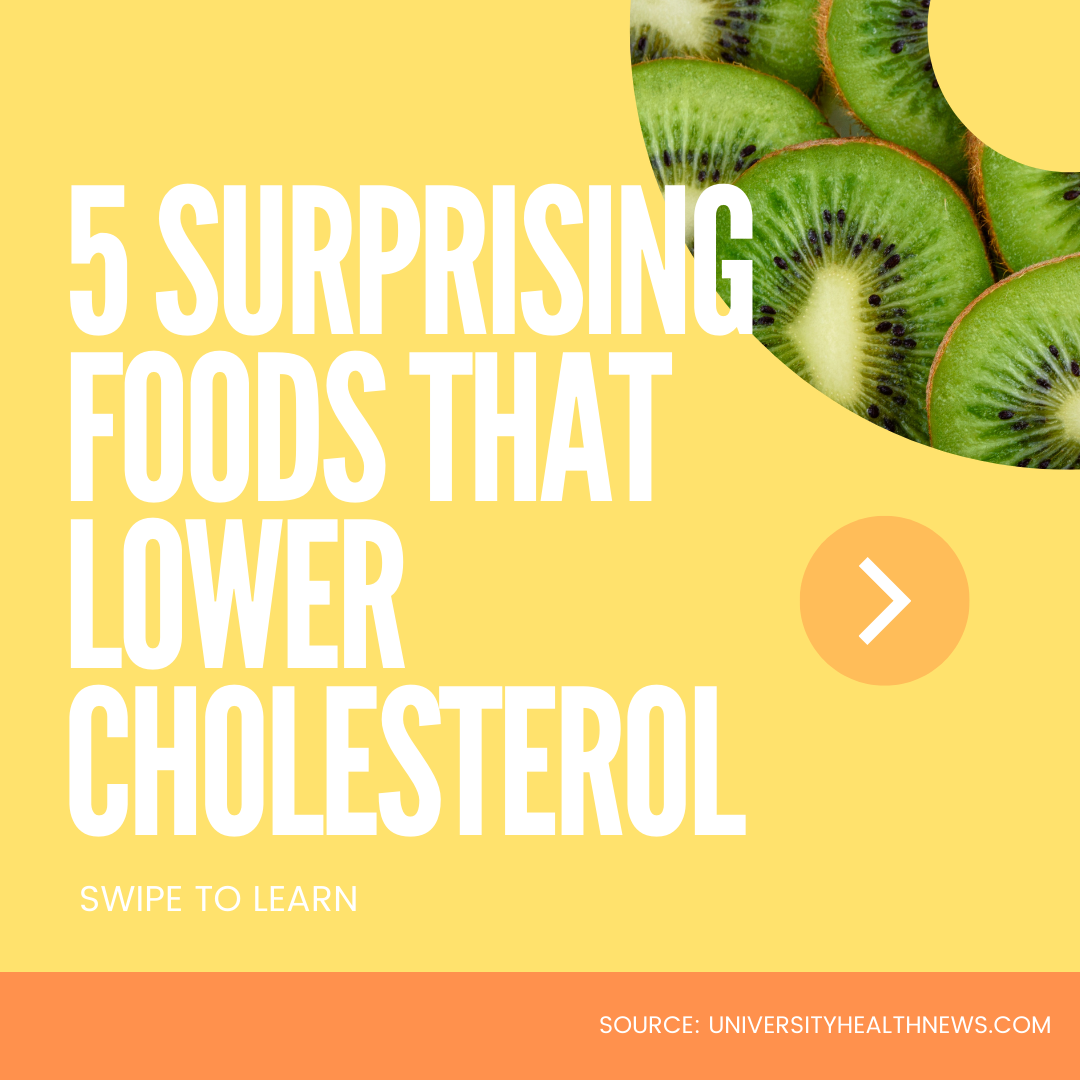 5 SURPRISING
FOODS THAT
LOWER
CHOLESTEROL
SWIPE TO LEARN
SOURCE: UNIVERSITYHEALTHNEWS.COM